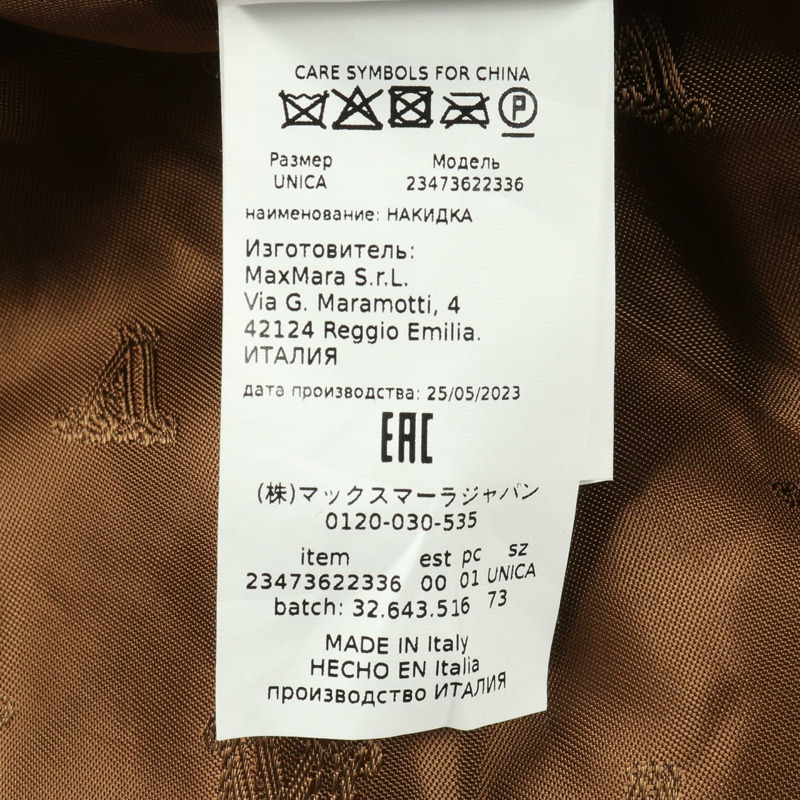 CARE SYMBOLS FOR CHINA
P
Размер Модель
UNICA 23473622336
наименование: НАКИДКА
Изготовитель:
MaxMara S.r.L.
Via G. Maramotti, 4
42124 Reggio Emilia.
ИТАЛИЯ
дата производства: 25/05/2023
EAC
(株)マックスマーラジャパン
0120-030-535
item est pc sz
23473622336 00 01 UNICA
batch: 32.643.516 73
MADE IN Italy
HECHO EN Italia
производство ИТАЛИЯ